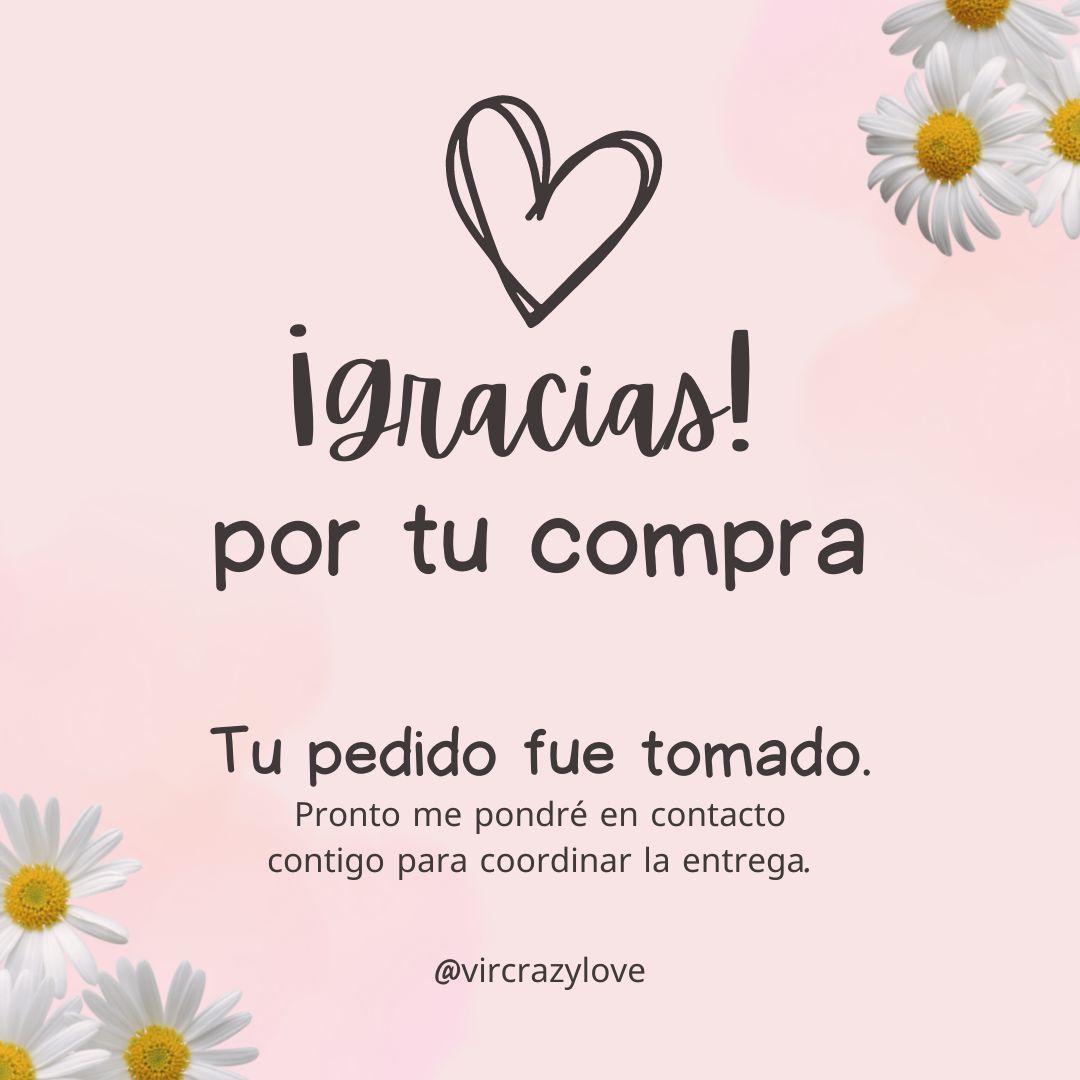 ¡gracias!
por tu compra
Tu pedido fue tomado.
Pronto me pondré en contacto
contigo para coordinar la entrega.
@vircrazylove